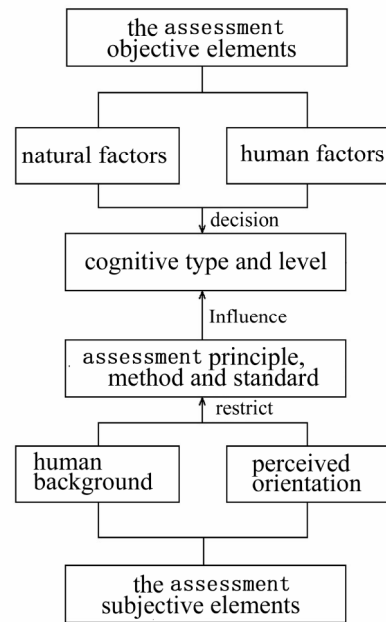 the assessment
objective elements
natural factors
human factors
decision
cognitive type and level
Influence
assessment principle,
method and standard
restrict
human
background
perceived
orientation
the assessment
subjective elements